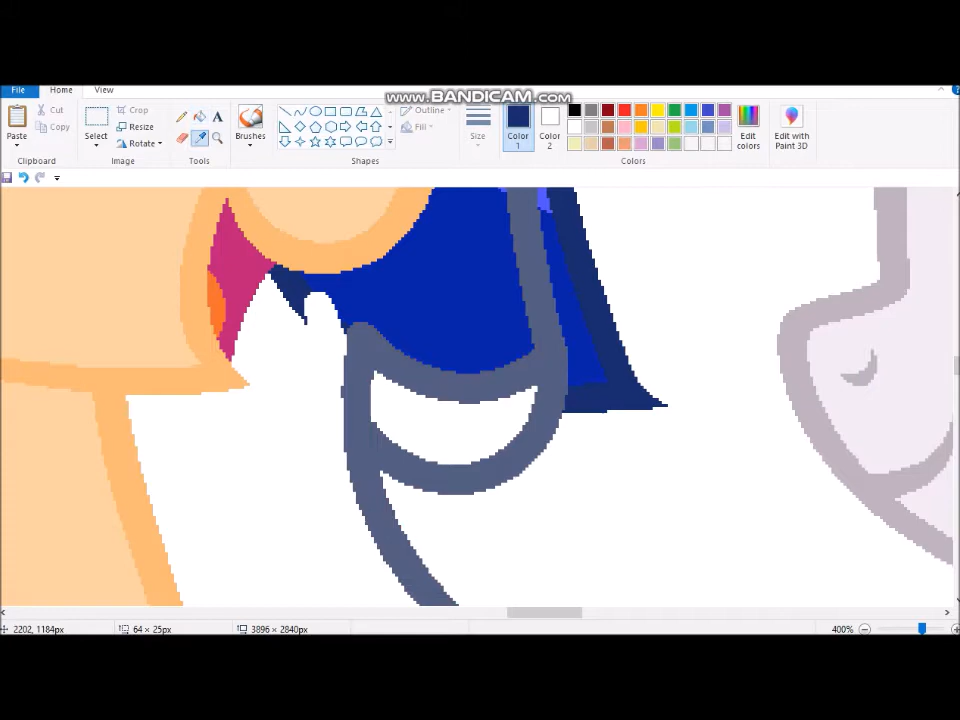 www.BANDICAM.com
File Home View
Cut
Copy
Paste
Clipboard
Select
Crop
Resize
Rotate
Image
A
Tools
Brushes
Outline
Fill
Shapes
Size
Color 1
Color 2
Edit colors
Colors
Edit with Paint 3D
2202, 1184px 64 × 25px 3896 × 2840px 400%